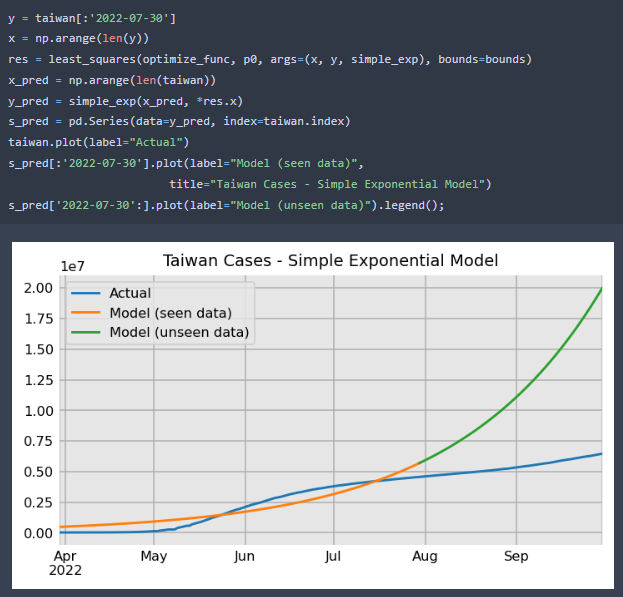 y = taiwan[:'2022-07-30']
x = np.arange(len(y))
res = least_squares(optimize_func, p0, args=(x, y, simple_exp), bounds=bounds)
x_pred = np.arange(len(taiwan))
y_pred = simple_exp(x_pred, *res.x)
s_pred = pd.Series(data=y_pred, index=taiwan.index)
taiwan.plot(label="Actual")
s_pred[:'2022-07-30'].plot(label="Model (seen data)",
title="Taiwan Cases - Simple Exponential Model")
s_pred['2022-07-30':].plot(label="Model (unseen data)").legend();
Taiwan Cases - Simple Exponential Model
1e7
2.00
1.75
1.50
1.25
1.00
0.75
0.50
0.25
0.00
Actual
Model (seen data)
Model (unseen data)
Apr May Jun Jul Aug Sep
2022